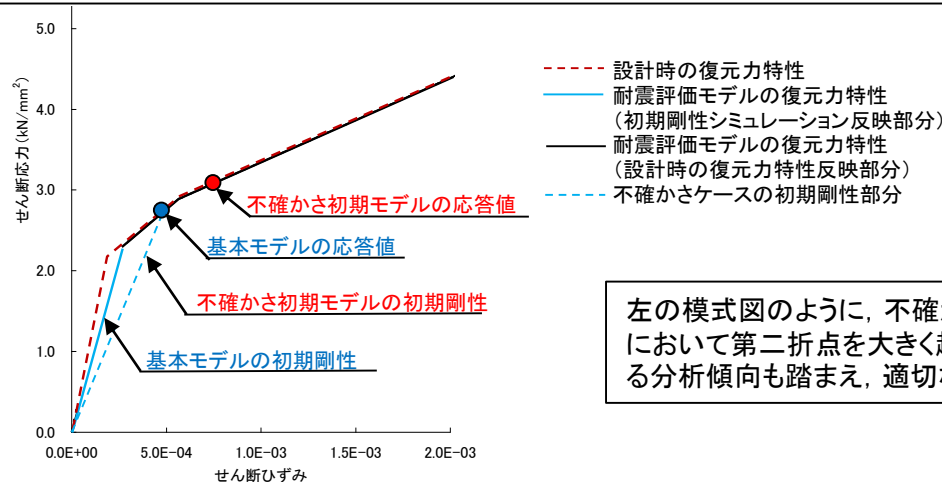 5.0
4.0
3.0
2.0
1.0
0.0
せん断応力(kN/mm²)
0.0E+00
5.0E-04
1.0E-03
1.5E-03
2.0E-03
せん断ひずみ
不確かさ初期モデルの応答値
基本モデルの応答値
不確かさ初期モデルの初期剛性
基本モデルの初期剛性
設計時の復元力特性
耐震評価モデルの復元力特性
(初期剛性シミュレーション反映部分)
耐震評価モデルの復元力特性
(設計時の復元力特性反映部分)
不確かさケースの初期剛性部分
左の模式図のように,不確
において第二折点を大きく
る分析傾向も踏まえ,適切